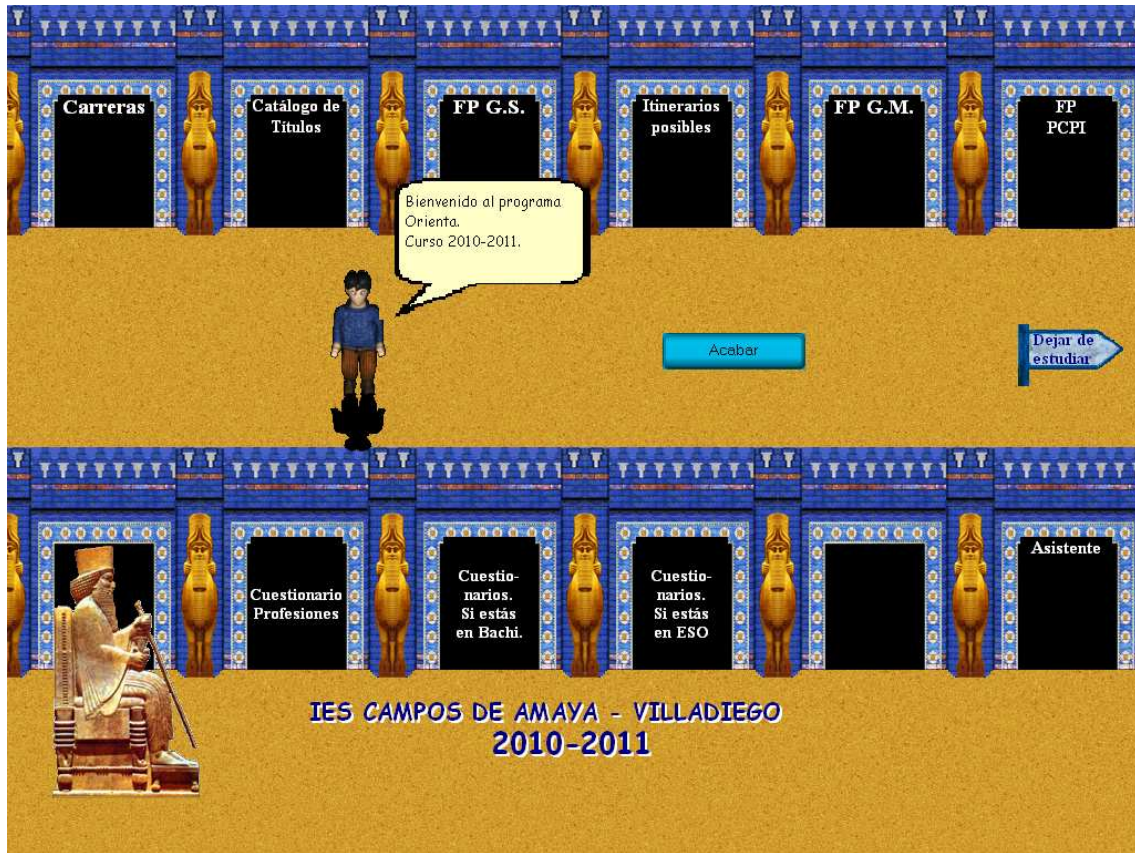 Carreras
Catálogo de
Títulos
FP G.S.
Itinerarios
posibles
FP G.M.
FP
PCPI
Bienvenido al programa
Orienta.
Curso 2010-2011.
Acabar
Dejar de
estudiar
Cuestionario
Profesiones
Cuestio-
narios.
Si estás
en Bachi.
Cuestio-
narios.
Si estás
en ESO
Asistente
IES CAMPOS DE AMAYA - VILLADIEGO
2010-2011